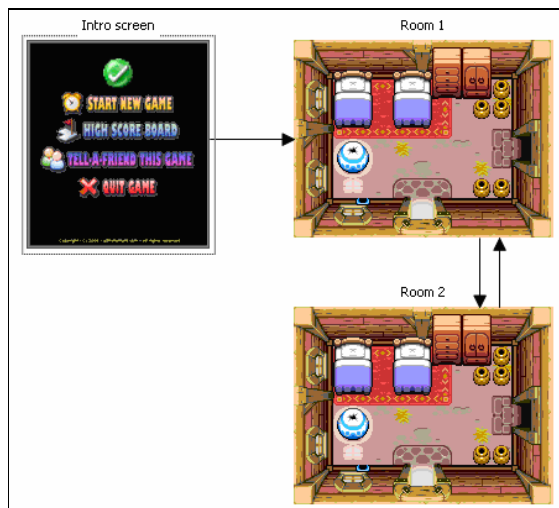 Intro screen
Room 1
START NEW GAME
HIGH SCORE BOARD
TELL-A-FRIEND THIS GAME
QUIT GAME
Room 2